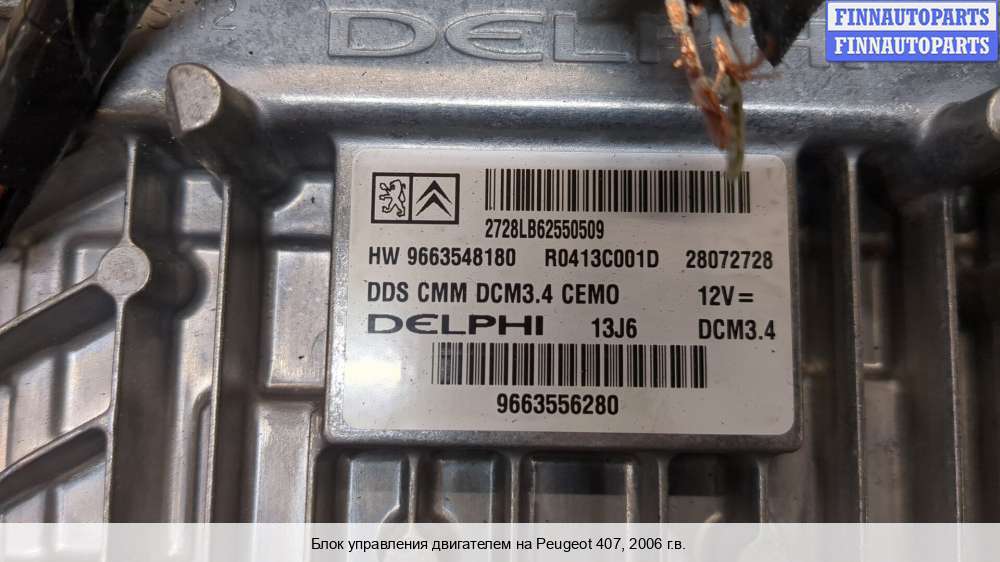 12
DELPHI
FINNAUTOPARTS
FINNAUTOPARTS
2728LB62550509
HW 9663548180 R0413C001D 28072728
DDS CMM DCM3.4 CEMO 12V=
DELPHI 13J6 DCM3.4
9663556280
Блок управления двигателем на Peugeot 407, 2006 г.в.